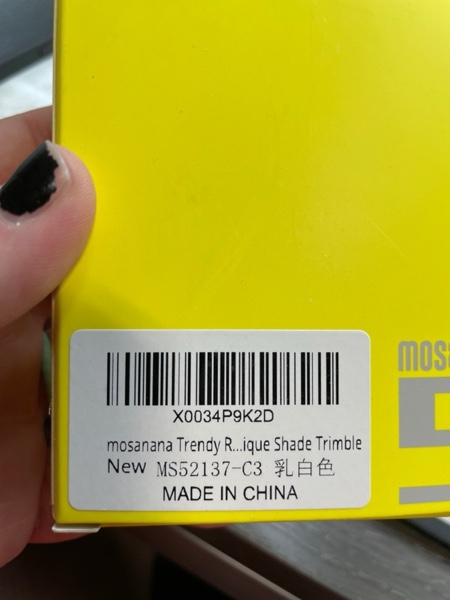 mosa
X0034P9K2D
mosanana Trendy R...ique Shade Trimble
New MS52137-C3 乳白色
MADE IN CHINA